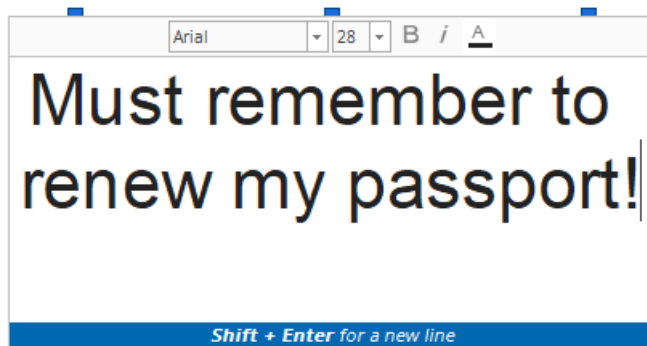 Arial 28 B i A
Must remember to
renew my passport!
Shift + Enter for a new line